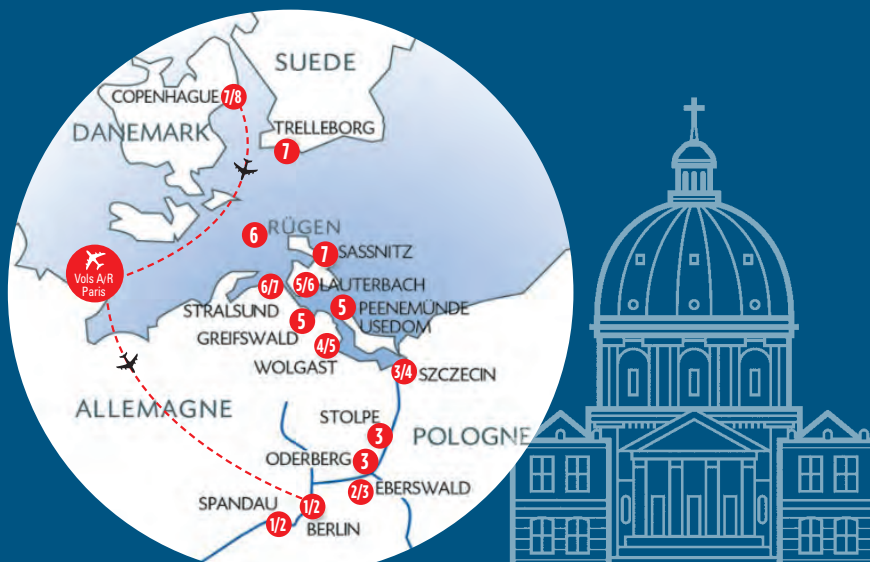 SUEDE
COPENHAGUE 7/8
DANEMARK
TRELLEBORG
7
6 RÜGEN
7 SASSNITZ
Vols A/R
Paris
6/7
5/6 LAUTERBACH
STRALSUND
5 PEENEMÜNDE
USEDOM
5
GREIFSWALD
4/5
WOLGAST
3/4 SZCZECIN
ALLEMAGNE
STOLPE
3
POLOGNE
ODERBERG 3
2/3 EBERSWALD
SPANDAU
1/2
1/2
BERLIN